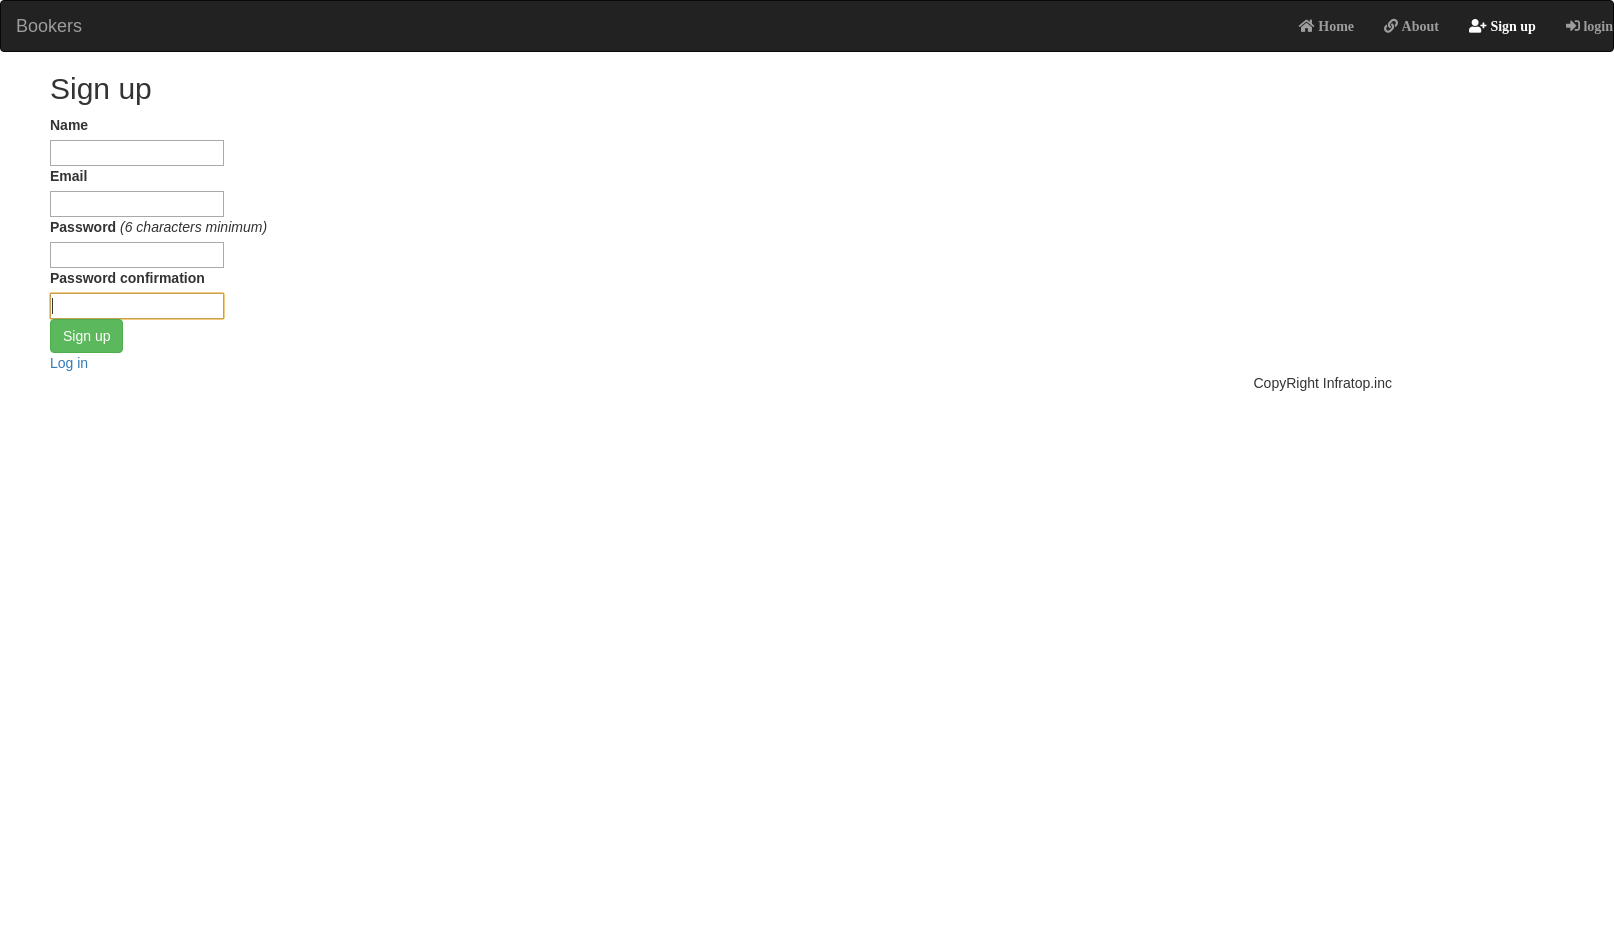 Bookers Home About Sign up login
Sign up
Name
Email
Password (6 characters minimum)
Password confirmation
Sign up
Log in
CopyRight Infratop.inc